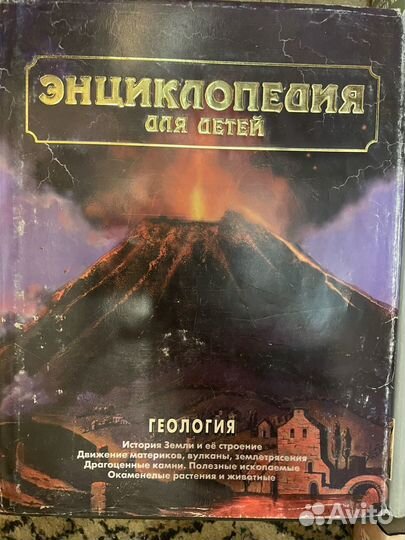 ЭНЦИКЛОПЕДИЯ
ДЛЯ ДЕТЕЙ
ГЕОЛОГИЯ
История Земли и её строение
Движение материков, вулканы, землетрясения
Драгоценные камни. Полезные ископаемые
Окаменелые растения и животные
Avito